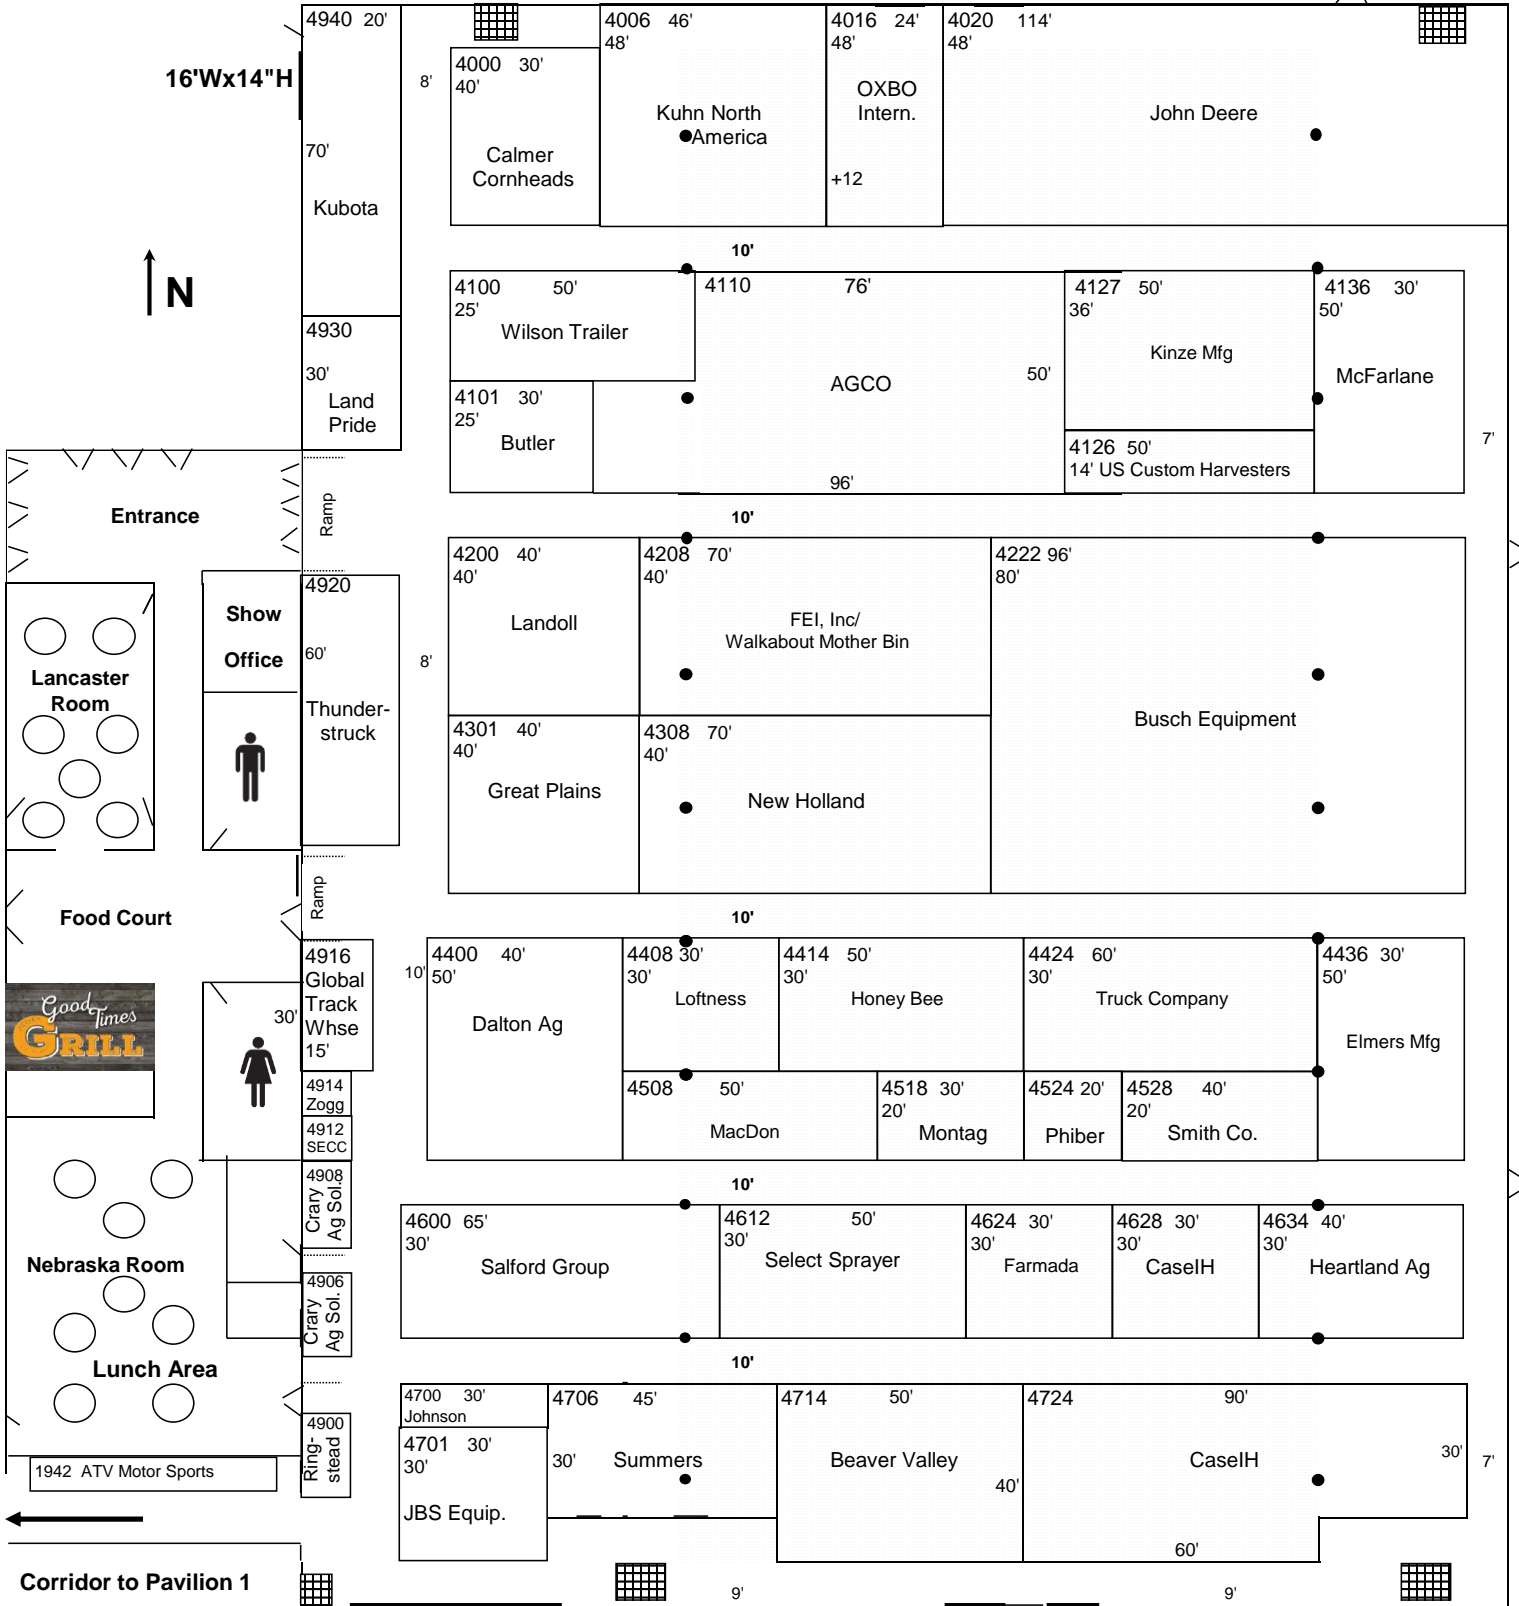 4940 20'
16'Wx14"H
70'
Kubota
8'
4000 30'
40'
Calmer
Cornheads
4006 46'
48'
Kuhn North
America
4016 24'
48'
OXBO
Intern.
+12
4020 114'
48'
John Deere
10'
N
4930
30'
Land
Pride
4100 50'
25'
Wilson Trailer
4101 30'
25'
Butler
4110 76'
AGCO
50'
96'
4127 50'
36'
Kinze Mfg
4126 50'
14' US Custom Harvesters
4136 30'
50'
McFarlane
7'
Entrance
Ramp
10'
4920
60'
Thunder-
struck
Show
Office
Lancaster
Room
8'
4200 40'
40'
Landoll
4208 70'
40'
FEI, Inc/
Walkabout Mother Bin
4222 96'
80'
Busch Equipment
4301 40'
40'
Great Plains
4308 70'
40'
New Holland
Ramp
Food Court
10'
4916
Global
Track
Whse
15'
30'
10'
Good Times
GRILL
4400 40'
50'
Dalton Ag
4408 30'
30'
Loftness
4414 50'
30'
Honey Bee
4424 60'
30'
Truck Company
4436 30'
50'
Elmers Mfg
4914
Zogg
4912
SECC
4508 50'
MacDon
4518 30'
20'
Montag
4524 20'
Phiber
4528 40'
20'
Smith Co.
10'
4908
Crary
Ag Sol.
4906
Crary
Ag Sol.
Nebraska Room
Lunch Area
4600 65'
30'
Salford Group
4612 50'
30'
Select Sprayer
4624 30'
30'
Farmada
4628 30'
30'
CaseIH
4634 40'
30'
Heartland Ag
10'
4900
Ring-
stead
4700 30'
Johnson
4701 30'
30'
JBS Equip.
4706 45'
30'
Summers
4714 50'
Beaver Valley
40'
4724 90'
CaseIH
30'
60'
7'
1942 ATV Motor Sports
Corridor to Pavilion 1
9'
9'